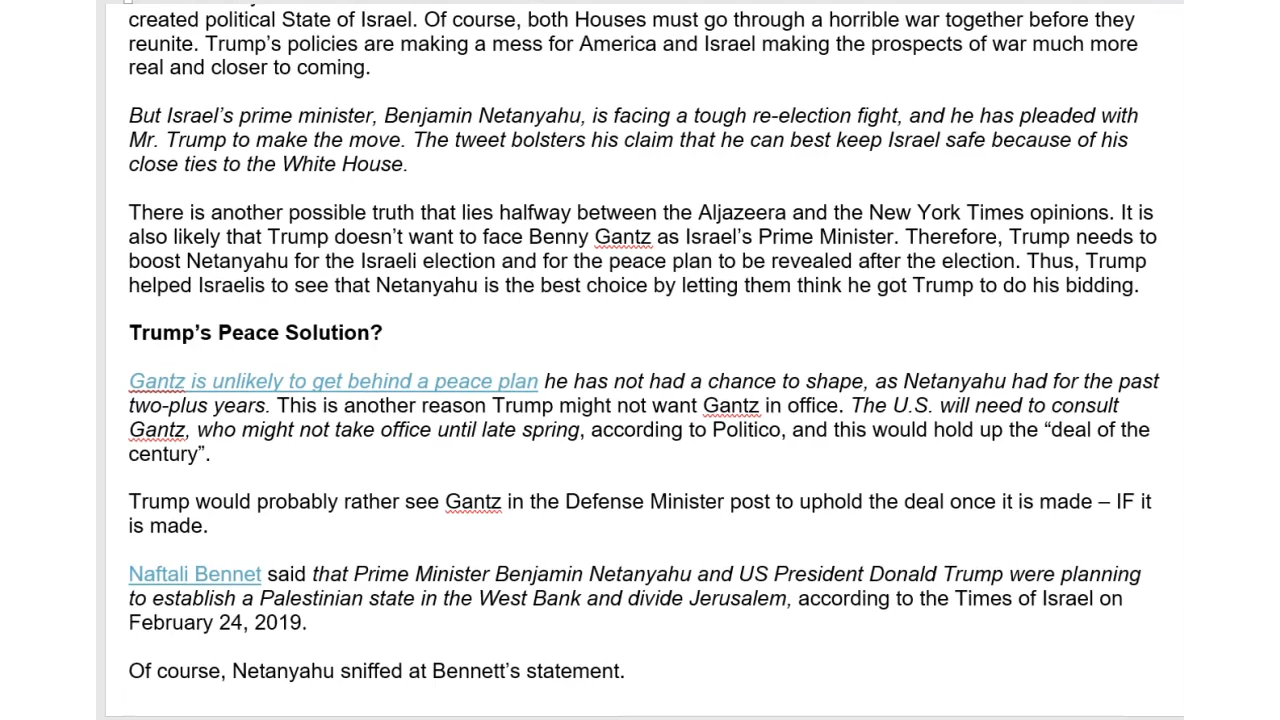 created political State of Israel. Of course, both Houses must go through a horrible war together before they
reunite. Trump’s policies are making a mess for America and Israel making the prospects of war much more
real and closer to coming.
But Israel’s prime minister, Benjamin Netanyahu, is facing a tough re-election fight, and he has pleaded with
Mr. Trump to make the move. The tweet bolsters his claim that he can best keep Israel safe because of his
close ties to the White House.
There is another possible truth that lies halfway between the Aljazeera and the New York Times opinions. It is
also likely that Trump doesn’t want to face Benny Gantz as Israel’s Prime Minister. Therefore, Trump needs to
boost Netanyahu for the Israeli election and for the peace plan to be revealed after the election. Thus, Trump
helped Israelis to see that Netanyahu is the best choice by letting them think he got Trump to do his bidding.
Trump’s Peace Solution?
Gantz is unlikely to get behind a peace plan he has not had a chance to shape, as Netanyahu had for the past
two-plus years. This is another reason Trump might not want Gantz in office. The U.S. will need to consult
Gantz, who might not take office until late spring, according to Politico, and this would hold up the “deal of the
century”.
Trump would probably rather see Gantz in the Defense Minister post to uphold the deal once it is made – IF it
is made.
Naftali Bennet said that Prime Minister Benjamin Netanyahu and US President Donald Trump were planning
to establish a Palestinian state in the West Bank and divide Jerusalem, according to the Times of Israel on
February 24, 2019.
Of course, Netanyahu sniffed at Bennett’s statement.